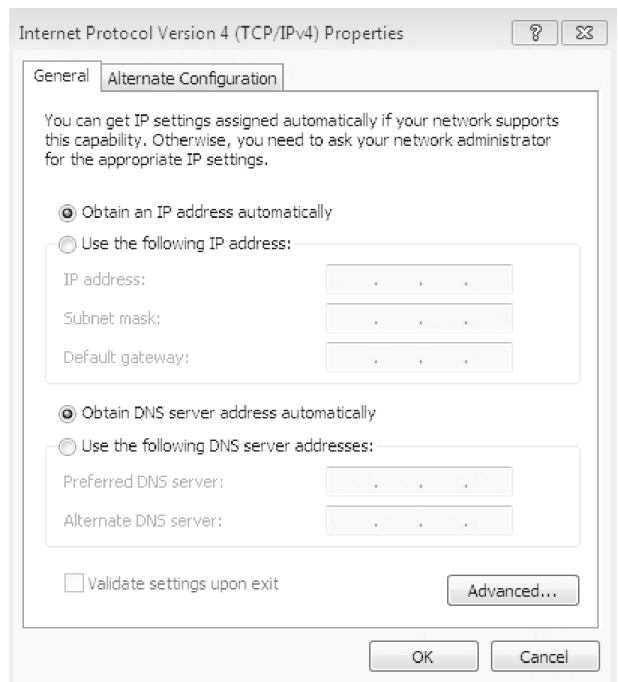 Internet Protocol Version 4 (TCP/IPv4) Properties
General
Alternate Configuration
You can get IP settings assigned automatically if your network supports
this capability. Otherwise, you need to ask your network administrator
for the appropriate IP settings.
Obtain an IP address automatically
Use the following IP address:
IP address:
Subnet mask:
Default gateway:
Obtain DNS server address automatically
Use the following DNS server addresses:
Preferred DNS server:
Alternate DNS server:
Validate settings upon exit
Advanced...
OK
Cancel